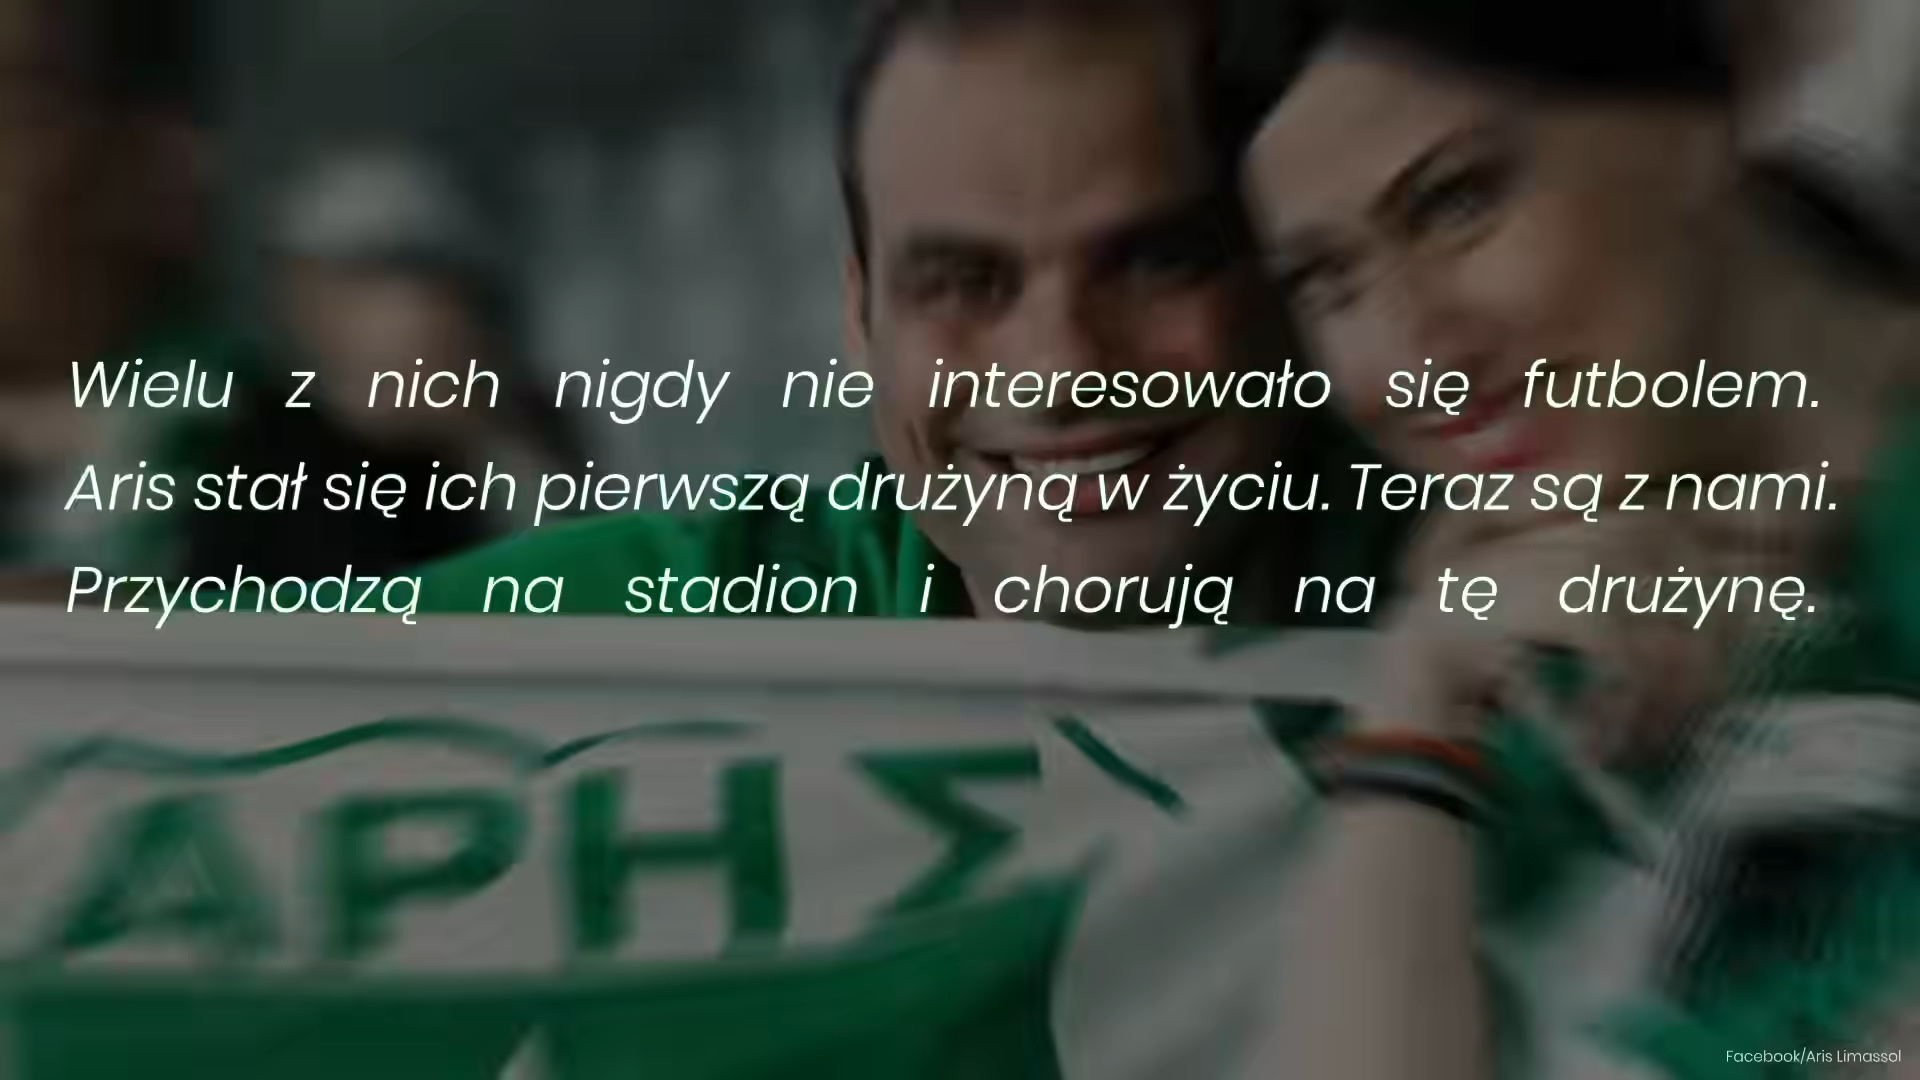 Wielu z nich nigdy nie interesowało się futbolem.
Aris stał się ich pierwszą drużyną w życiu. Teraz są z nami.
Przychodzą na stadion i chorują na tę drużynę.
ΑΡΗΣ
Facebook/Aris Limassol